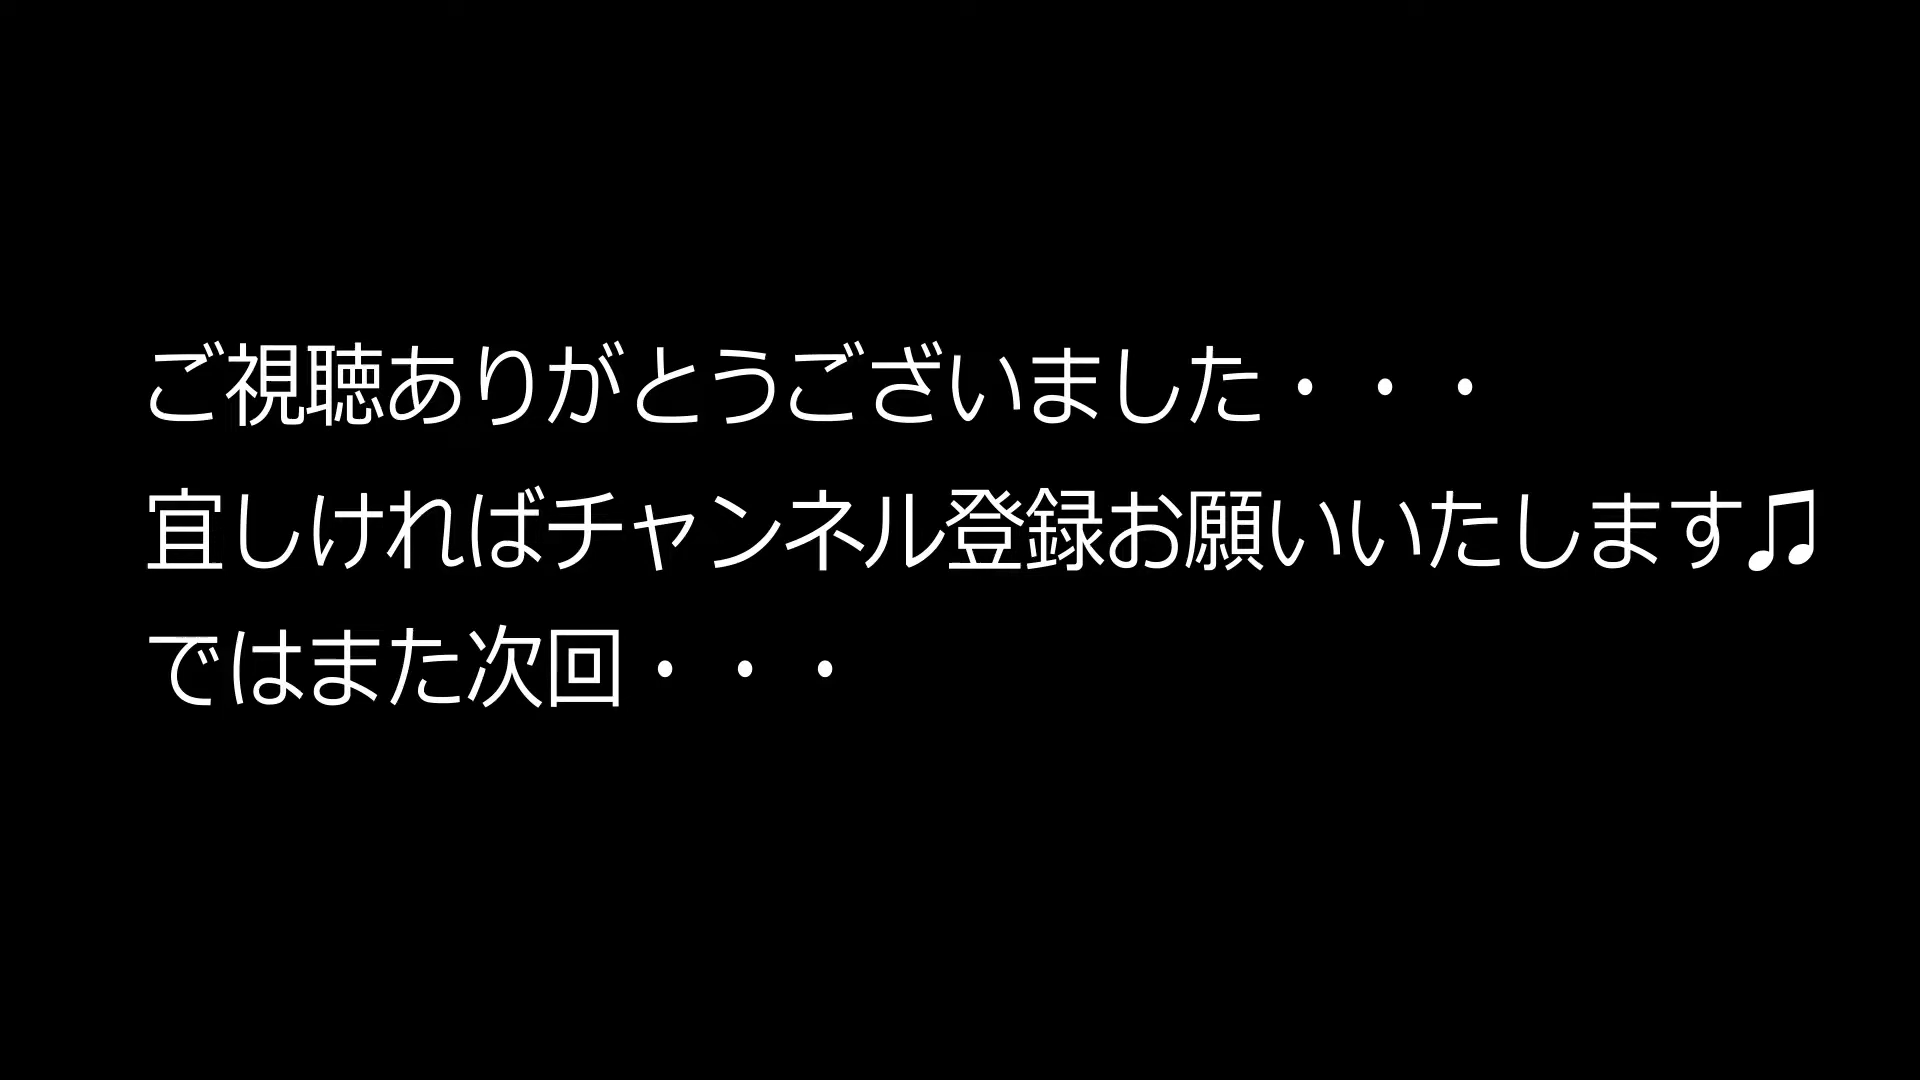 ご視聴ありがとうございました・・・
宜しければチャンネル登録お願いいたします♫
ではまた次回・・・